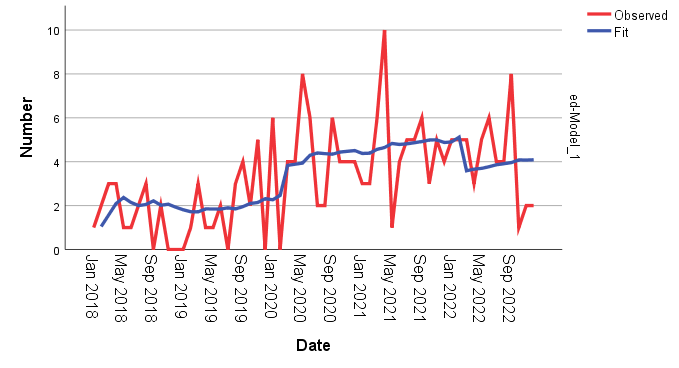 Observed
Fit
10
8
6
4
2
0
Number
ed-Model_1
Jan 2018
May 2018
Sep 2018
Jan 2019
May 2019
Sep 2019
Jan 2020
May 2020
Sep 2020
Jan 2021
May 2021
Sep 2021
Jan 2022
May 2022
Sep 2022
Date